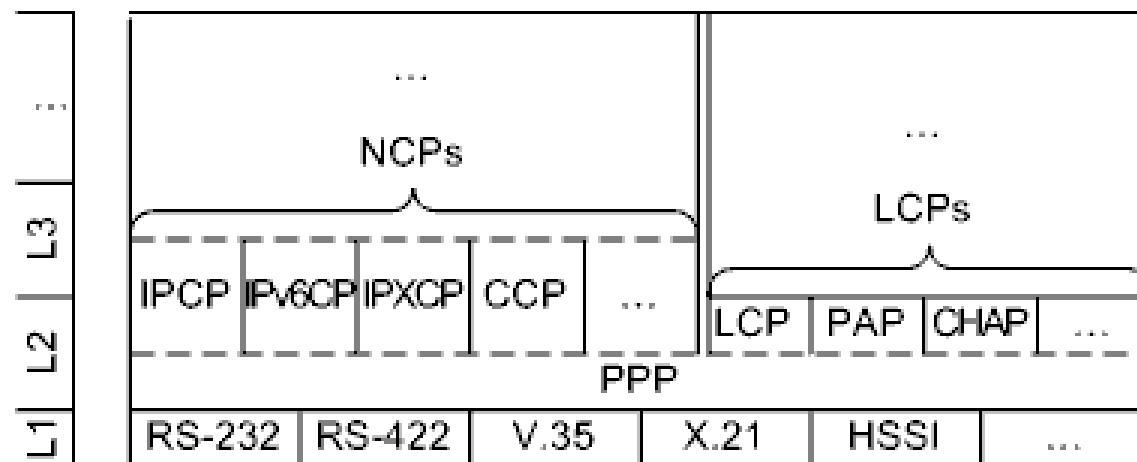 ...
...
...
NCPs
LCPs
L3
IPCP IPv6CP IPXCP CCP ...
LCP PAP CHAP ...
L2
PPP
L1
RS-232 RS-422 V.35 X.21 HSSI ...